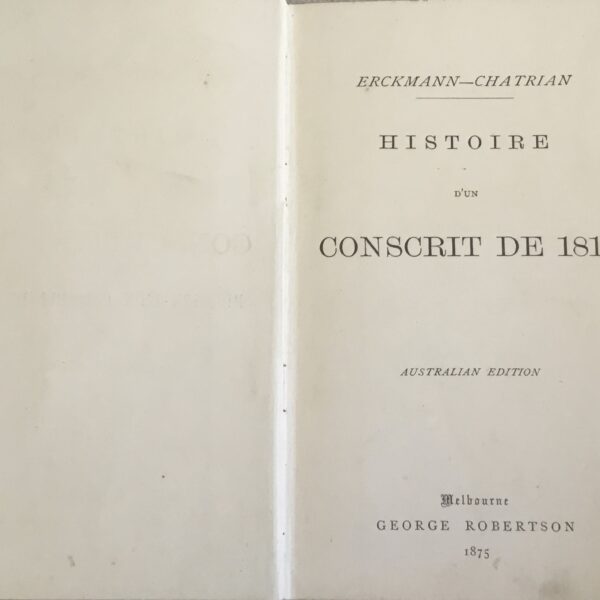 ERCKMANN—CHATRIAN
HISTOIRE
D'UN
CONSCRIT DE 181
AUSTRALIAN EDITION
Melbourne
GEORGE ROBERTSON
1875